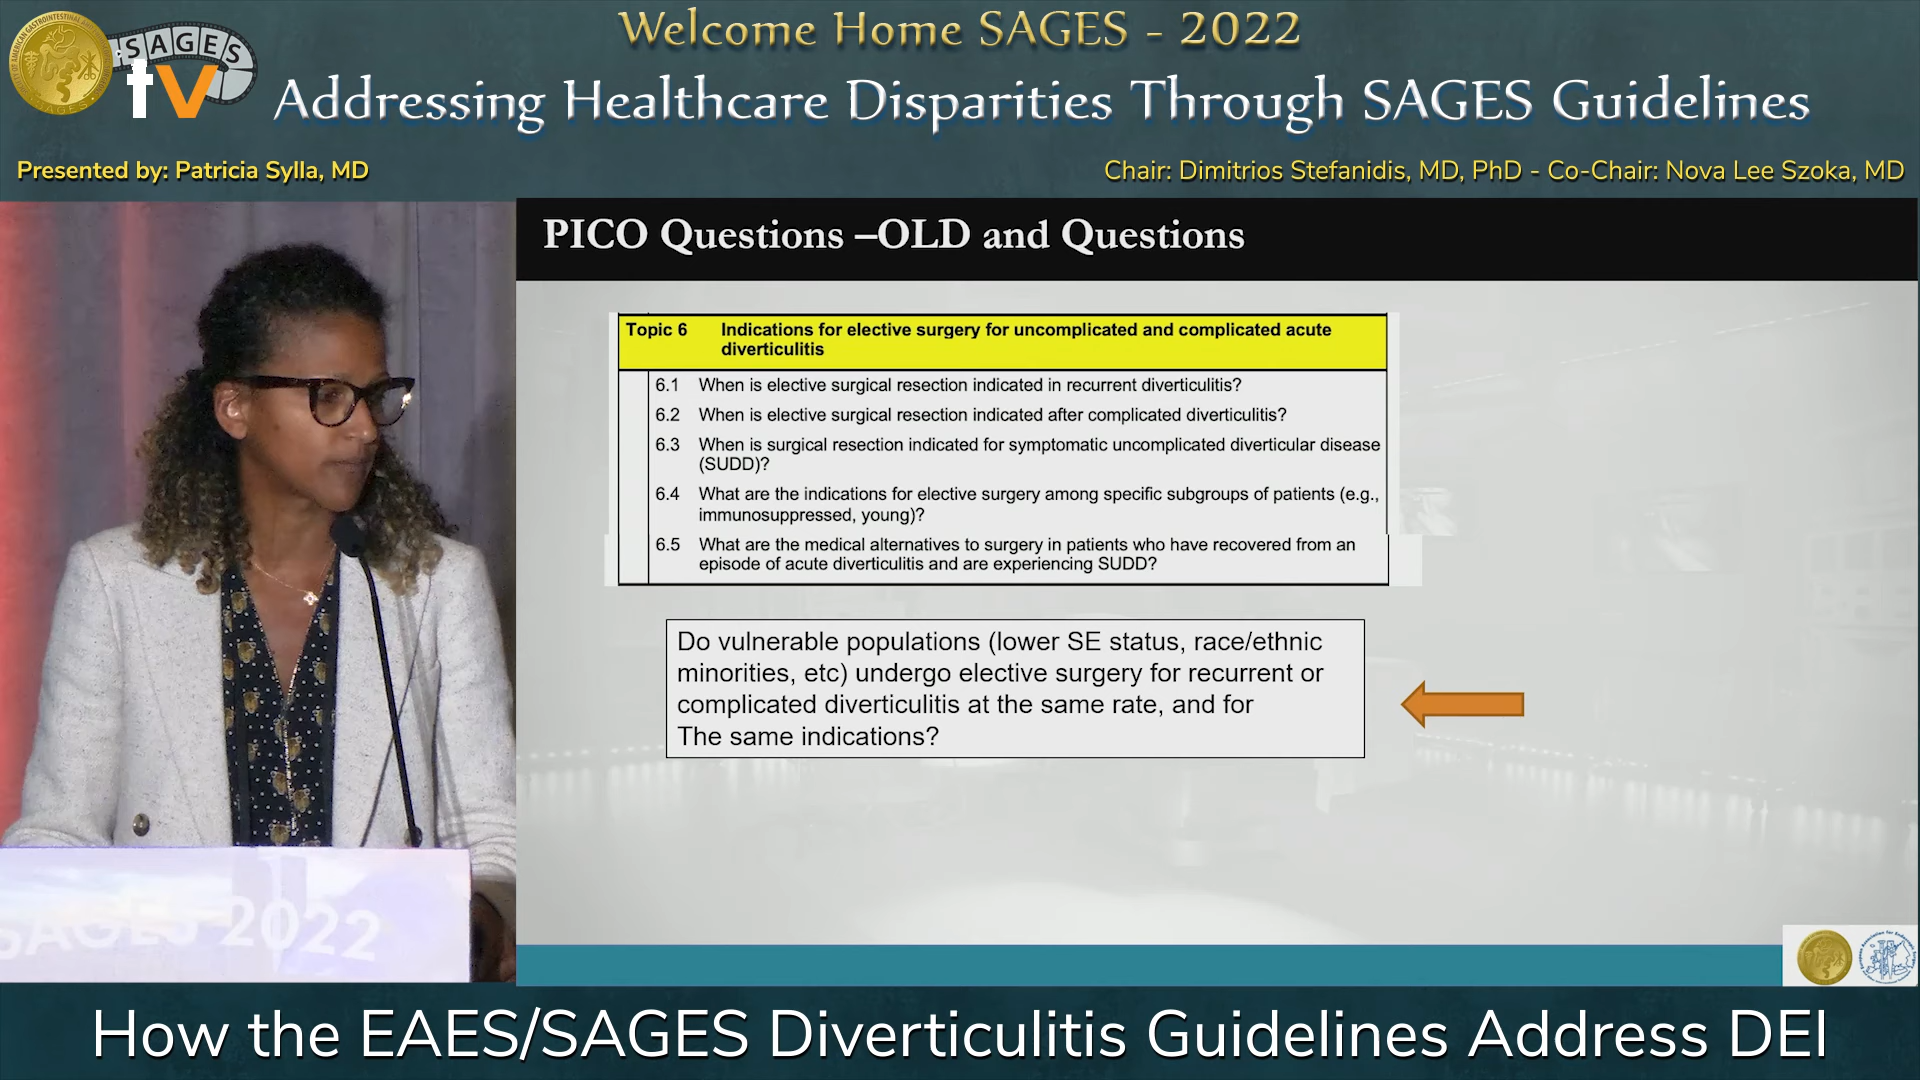 Welcome Home SAGES - 2022
SAGES
tv
Addressing Healthcare Disparities Through SAGES Guidelines
Presented by: Patricia Sylla, MD
Chair: Dimitrios Stefanidis, MD, PhD - Co-Chair: Nova Lee Szoka, MD
PICO Questions –OLD and Questions
Topic 6 Indications for elective surgery for uncomplicated and complicated acute
diverticulitis
6.1 When is elective surgical resection indicated in recurrent diverticulitis?
6.2 When is elective surgical resection indicated after complicated diverticulitis?
6.3 When is surgical resection indicated for symptomatic uncomplicated diverticular disease
(SUDD)?
6.4 What are the indications for elective surgery among specific subgroups of patients (e.g.,
immunosuppressed, young)?
6.5 What are the medical alternatives to surgery in patients who have recovered from an
episode of acute diverticulitis and are experiencing SUDD?
Do vulnerable populations (lower SE status, race/ethnic
minorities, etc) undergo elective surgery for recurrent or
complicated diverticulitis at the same rate, and for
The same indications?
SAGES 2022
How the EAES/SAGES Diverticulitis Guidelines Address DEI